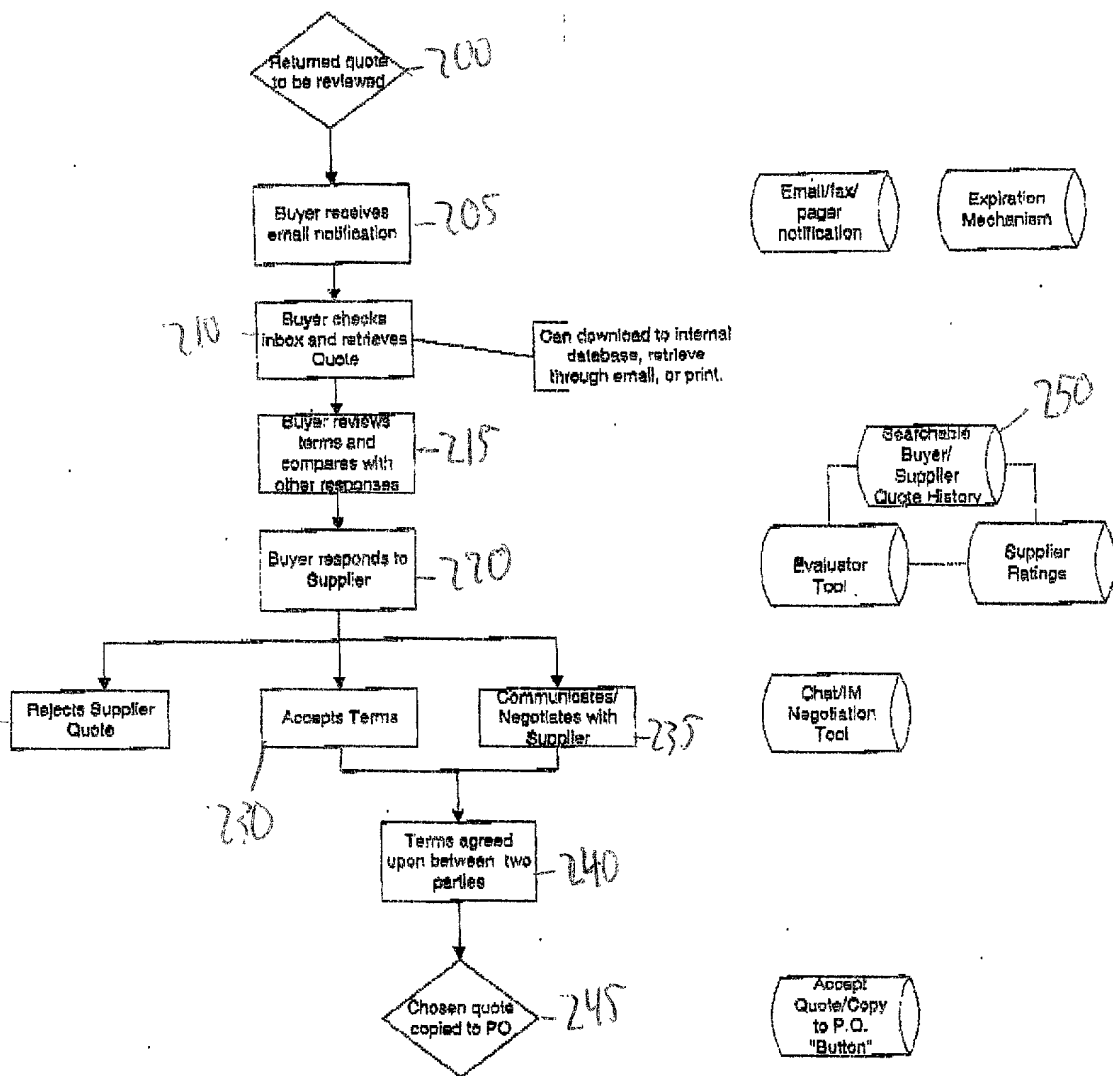 Returned quote
to be reviewed
200
Buyer receives
email notification
205
Email/fax/
pager
notification
Expiration
Mechanism
210
Buyer checks
inbox and retrieves
Quote
Can download to internal
database, retrieve
through email, or print.
Buyer reviews
terms and
compares with
other responses
215
250
Searchable
Buyer/
Supplier
Quote History
Buyer responds to
Supplier
220
Evaluator
Tool
Supplier
Ratings
Rejects Supplier
Quote
Accepts Terms
230
Communicates/
Negotiates with
Supplier
235
Chat/IM
Negotiation
Tool
Terms agreed
upon between two
parties
240
Chosen quote
copied to PO
245
Accept
Quote/Copy
to P.O.
"Button"